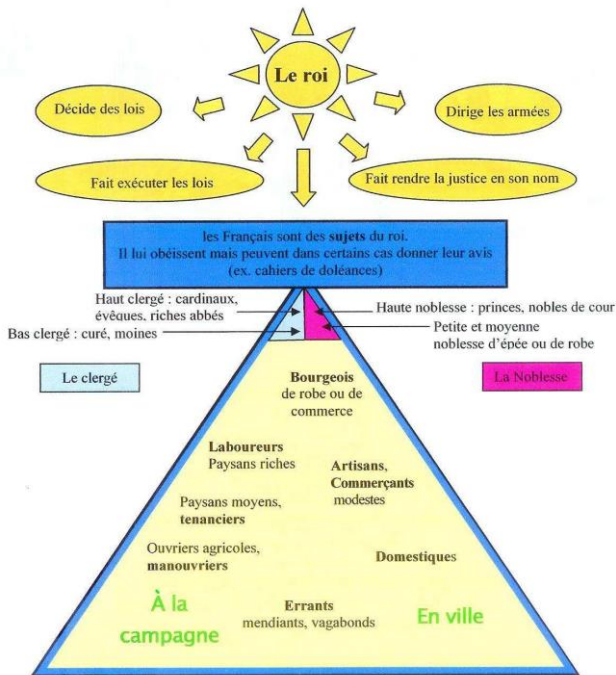 Le roi
Décide des lois
Dirige les armées
Fait exécuter les lois
Fait rendre la justice en son nom
les Français sont des sujets du roi.
Il lui obéissent mais peuvent dans certains cas donner leur avis
(ex. cahiers de doléances)
Haut clergé : cardinaux,
évêques, riches abbés
Bas clergé : curé, moines
Haute noblesse : princes, nobles de cour
Petite et moyenne
noblesse d'épée ou de robe
Le clergé
La Noblesse
Bourgeois
de robe ou de
commerce
Laboureurs
Paysans riches
Artisans,
Commerçants
modestes
Paysans moyens,
tenanciers
Ouvriers agricoles,
manouvriers
Domestiques
À la
campagne
Errants
mendiants, vagabonds
En ville